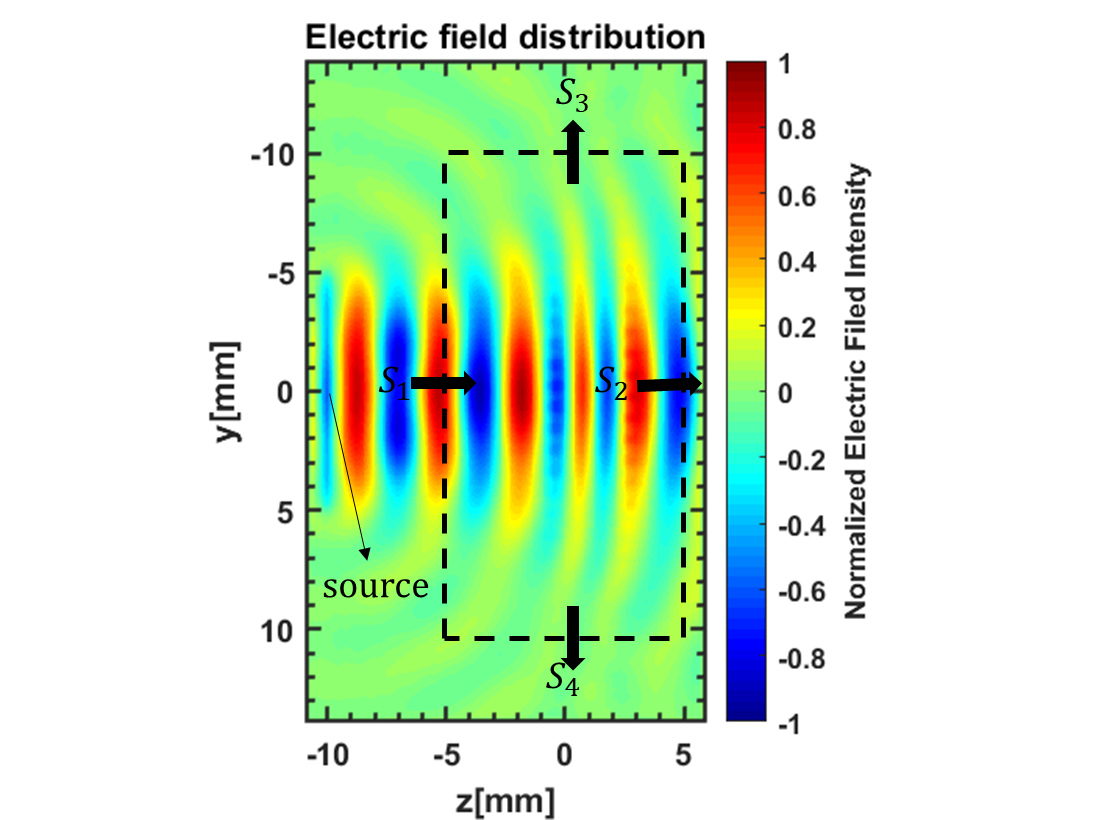 Electric field distribution
S3
S1
S2
source
S4
-10
-5
0
5
10
y[mm]
-10
-5
0
5
z[mm]
1
0.8
0.6
0.4
0.2
0
-0.2
-0.4
-0.6
-0.8
-1
Normalized Electric Filed Intensity